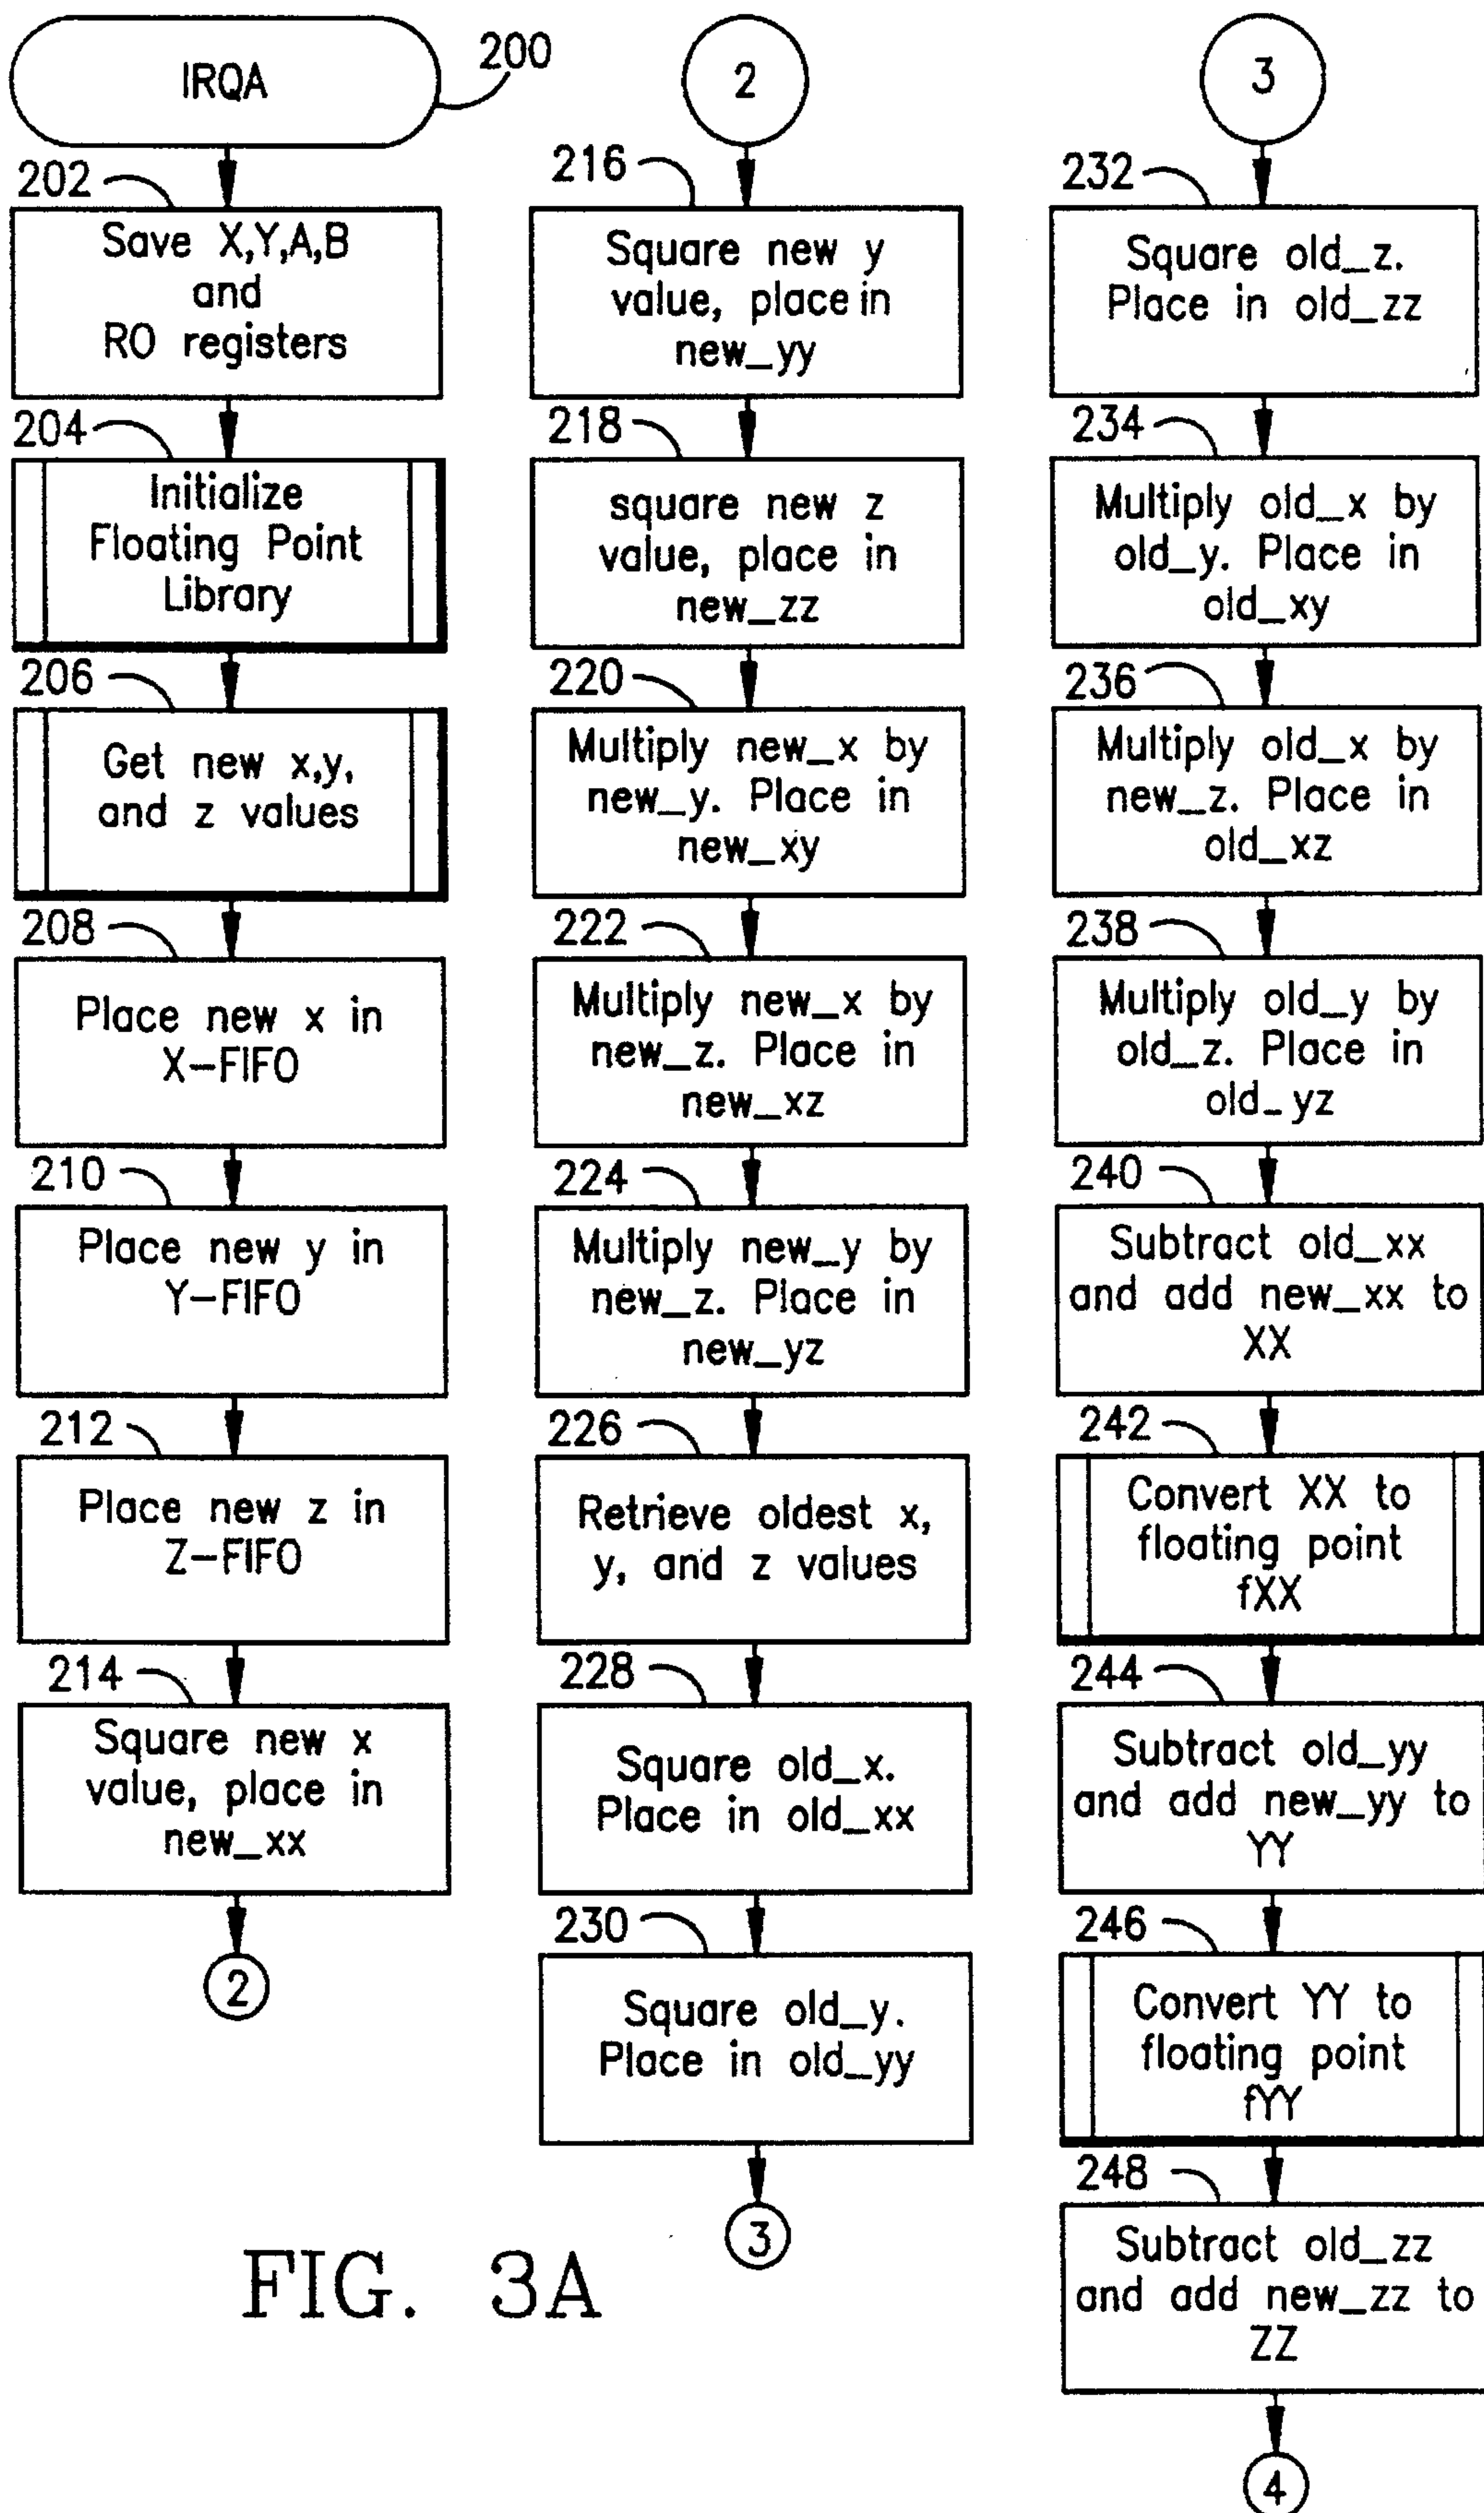 IRQA
200
202
Save X,Y,A,B
and
RO registers
204
Initialize
Floating Point
Library
206
Get new x,y,
and z values
208
Place new x in
X-FIFO
210
Place new y in
Y-FIFO
212
Place new z in
Z-FIFO
214
Square new x
value, place in
new_xx
2
2
216
Square new y
value, place in
new_yy
218
square new z
value, place in
new_zz
220
Multiply new_x by
new_y. Place in
new_xy
222
Multiply new_x by
new_z. Place in
new_xz
224
Multiply new_y by
new_z. Place in
new_yz
226
Retrieve oldest x,
y, and z values
228
Square old_x.
Place in old_xx
230
Square old_y.
Place in old_yy
3
3
232
Square old_z.
Place in old_zz
234
Multiply old_x by
old_y. Place in
old_xy
236
Multiply old_x by
new_z. Place in
old_xz
238
Multiply old_y by
old_z. Place in
old_yz
240
Subtract old_xx
and add new_xx to
XX
242
Convert XX to
floating point
fXX
244
Subtract old_yy
and add new_yy to
YY
246
Convert YY to
floating point
fYY
248
Subtract old_zz
and add new_zz to
ZZ
4
FIG. 3A